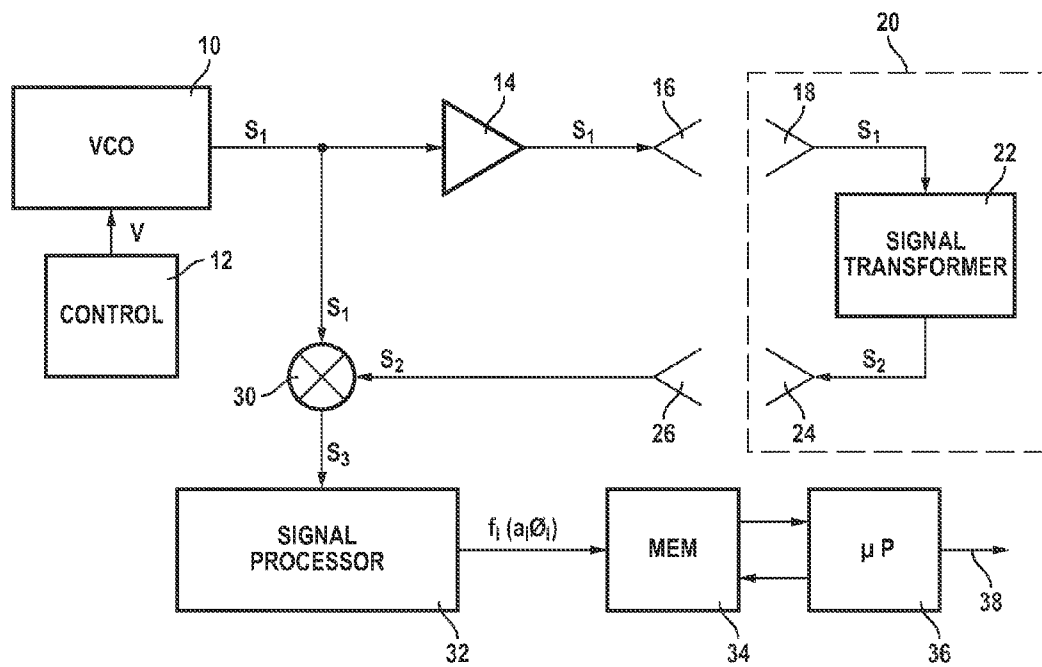 10
VCO
S₁
14
S₁
16
20
18
S₁
22
SIGNAL
TRANSFORMER
V
12
CONTROL
S₁
30
S₂
26
24
S₂
S₃
SIGNAL
PROCESSOR
32
fᵢ (aᵢØᵢ)
MEM
34
µ P
36
38